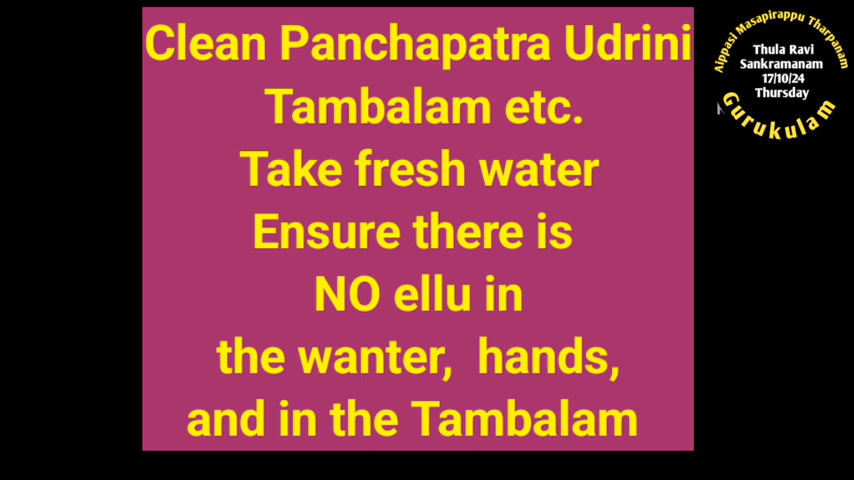 Clean Panchapatra Udrini
Tambalam etc.
Take fresh water
Ensure there is
NO ellu in
the wanter, hands,
and in the Tambalam
Aippasi Masapirappu Tharpanam
Thula Ravi
Sankramanam
17/10/24
Thursday
Gurukulam